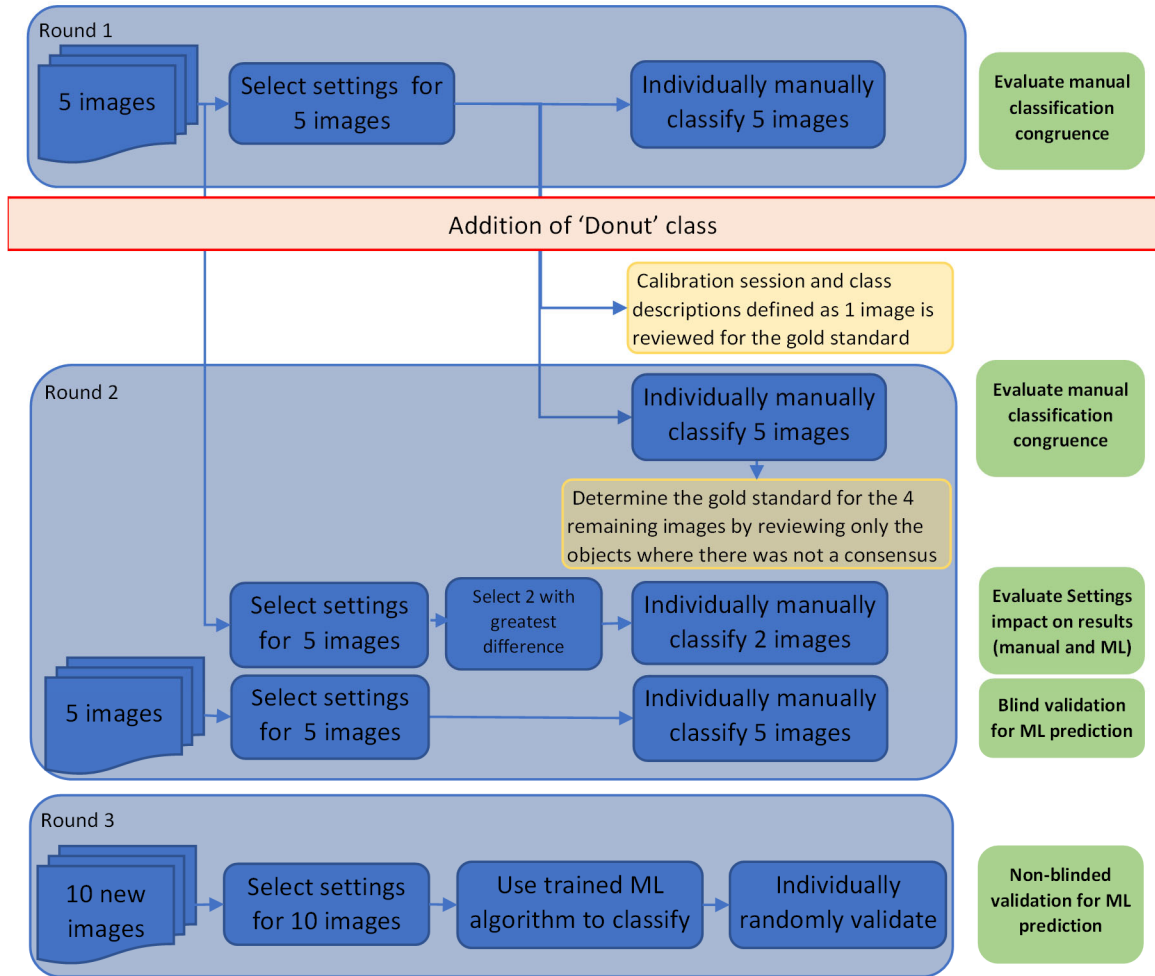 Round 1
5 images
Select settings for
5 images
Individually manually
classify 5 images
Evaluate manual
classification
congruence
Addition of ‘Donut’ class
Calibration session and class
descriptions defined as 1 image is
reviewed for the gold standard
Round 2
Individually manually
classify 5 images
Evaluate manual
classification
congruence
Determine the gold standard for the 4
remaining images by reviewing only the
objects where there was not a consensus
Select settings
for 5 images
Select 2 with
greatest
difference
Individually manually
classify 2 images
Evaluate Settings
impact on results
(manual and ML)
5 images
Select settings
for 5 images
Individually manually
classify 5 images
Blind validation
for ML prediction
Round 3
10 new
images
Select settings
for 10 images
Use trained ML
algorithm to classify
Individually
randomly validate
Non-blinded
validation for ML
prediction